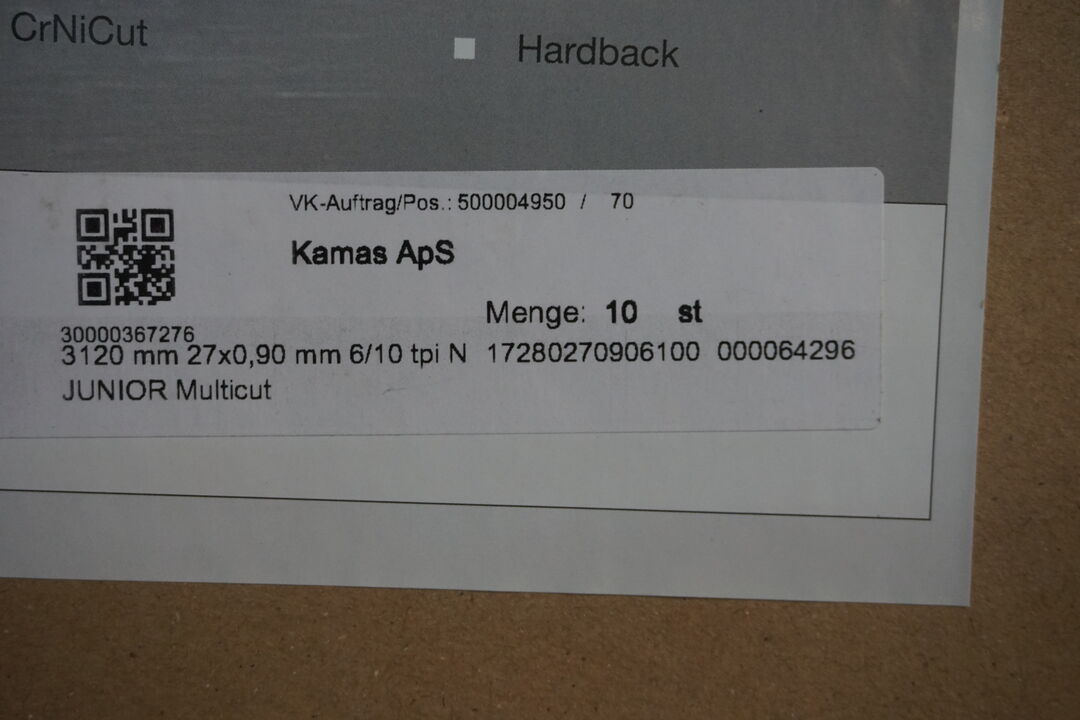 CrNiCut
Hardback
VK-Auftrag/Pos.: 500004950 / 70
Kamas ApS
Menge: 10 st
30000367276
3120 mm 27x0,90 mm 6/10 tpi N 17280270906100 000064296
JUNIOR Multicut